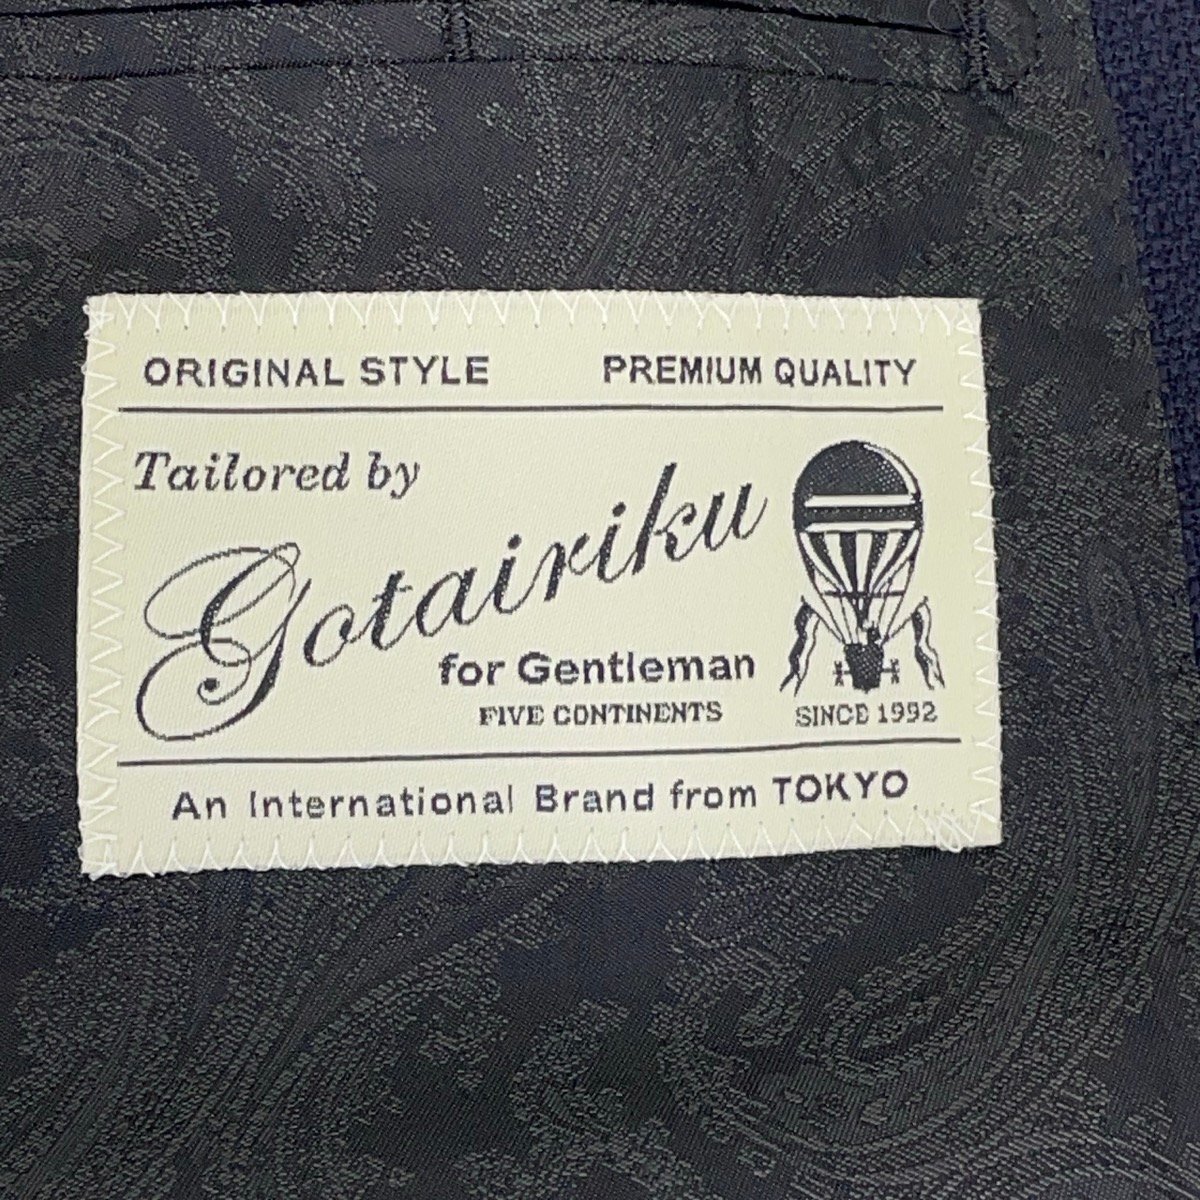 ORIGINAL STYLE PREMIUM QUALITY
Tailored by
Gotairiku
for Gentleman
FIVE CONTINENTS SINCE 1992
An International Brand from TOKYO